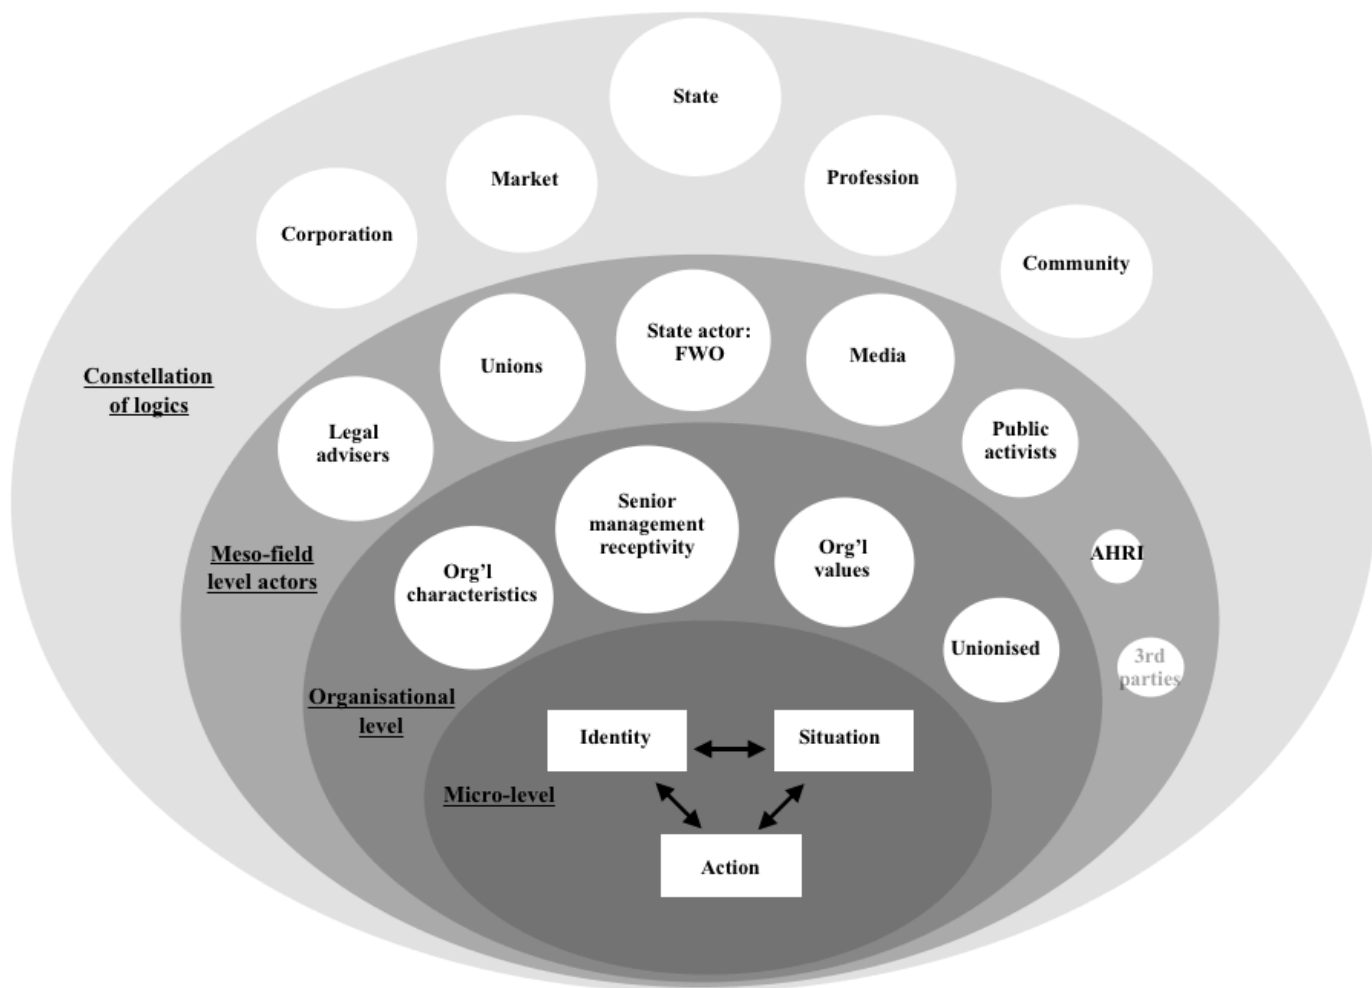 State
Market
Profession
Corporation
Community
State actor:
FWO
Unions
Media
Constellation
of logics
Legal
advisers
Public
activists
Senior
management
receptivity
Meso-field
level actors
AHRI
Org'l
characteristics
Org'l
values
Unionised
3rd
parties
Organisational
level
Identity
Situation
Micro-level
Action